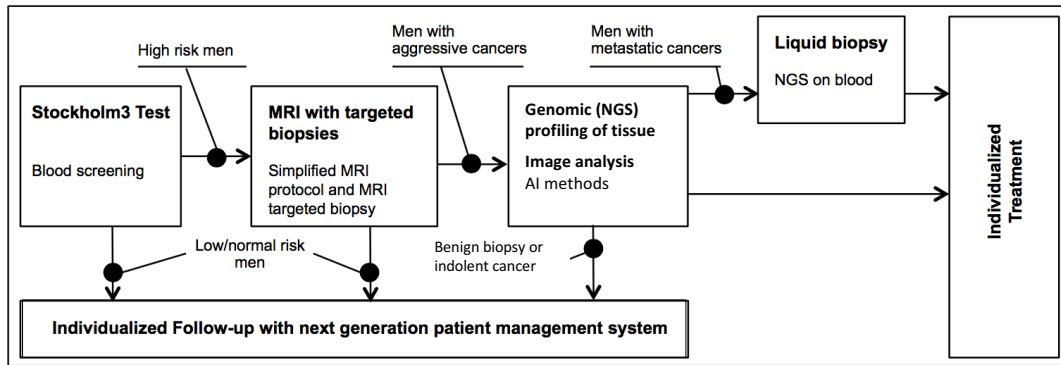 High risk men
Men with
aggressive cancers
Men with
metastatic cancers
Liquid biopsy
NGS on blood
Stockholm3 Test
Blood screening
MRI with targeted
biopsies
Simplified MRI
protocol and MRI
targeted biopsy
Genomic (NGS)
profiling of tissue
Image analysis
AI methods
Individualized
Treatment
Low/normal risk
men
Benign biopsy or
indolent cancer
Individualized Follow-up with next generation patient management system